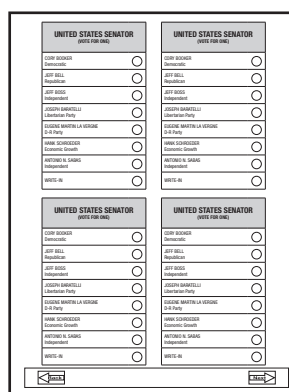 UNITED STATES SENATOR
(VOTE FOR ONE)
CORY BOOKER
Democratic
JEFF BELL
Republican
JEFF BOSS
Independent
JOSEPH BARATELLI
Libertarian Party
EUGENE MARTIN LA VERGNE
D-R Party
HANK SCHROEDER
Economic Growth
ANTONIO N. SABAS
Independent
WRITE-IN
UNITED STATES SENATOR
(VOTE FOR ONE)
CORY BOOKER
Democratic
JEFF BELL
Republican
JEFF BOSS
Independent
JOSEPH BARATELLI
Libertarian Party
EUGENE MARTIN LA VERGNE
D-R Party
HANK SCHROEDER
Economic Growth
ANTONIO N. SABAS
Independent
WRITE-IN
UNITED STATES SENATOR
(VOTE FOR ONE)
CORY BOOKER
Democratic
JEFF BELL
Republican
JEFF BOSS
Independent
JOSEPH BARATELLI
Libertarian Party
EUGENE MARTIN LA VERGNE
D-R Party
HANK SCHROEDER
Economic Growth
ANTONIO N. SABAS
Independent
WRITE-IN
UNITED STATES SENATOR
(VOTE FOR ONE)
CORY BOOKER
Democratic
JEFF BELL
Republican
JEFF BOSS
Independent
JOSEPH BARATELLI
Libertarian Party
EUGENE MARTIN LA VERGNE
D-R Party
HANK SCHROEDER
Economic Growth
ANTONIO N. SABAS
Independent
WRITE-IN
Back
Next